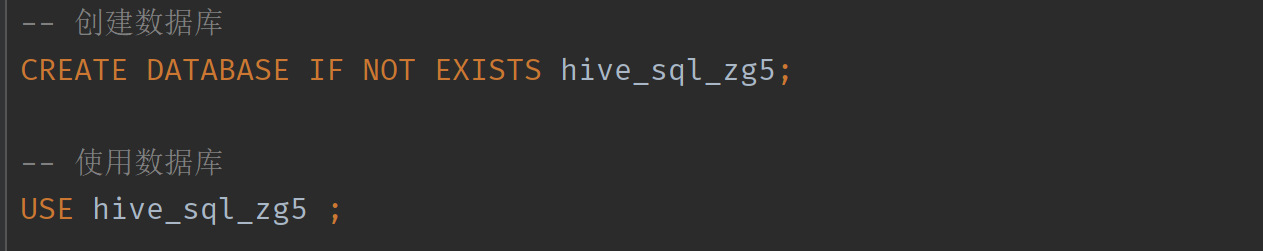 -- 创建数据库
CREATE DATABASE IF NOT EXISTS hive_sql_zg5;
-- 使用数据库
USE hive_sql_zg5 ;